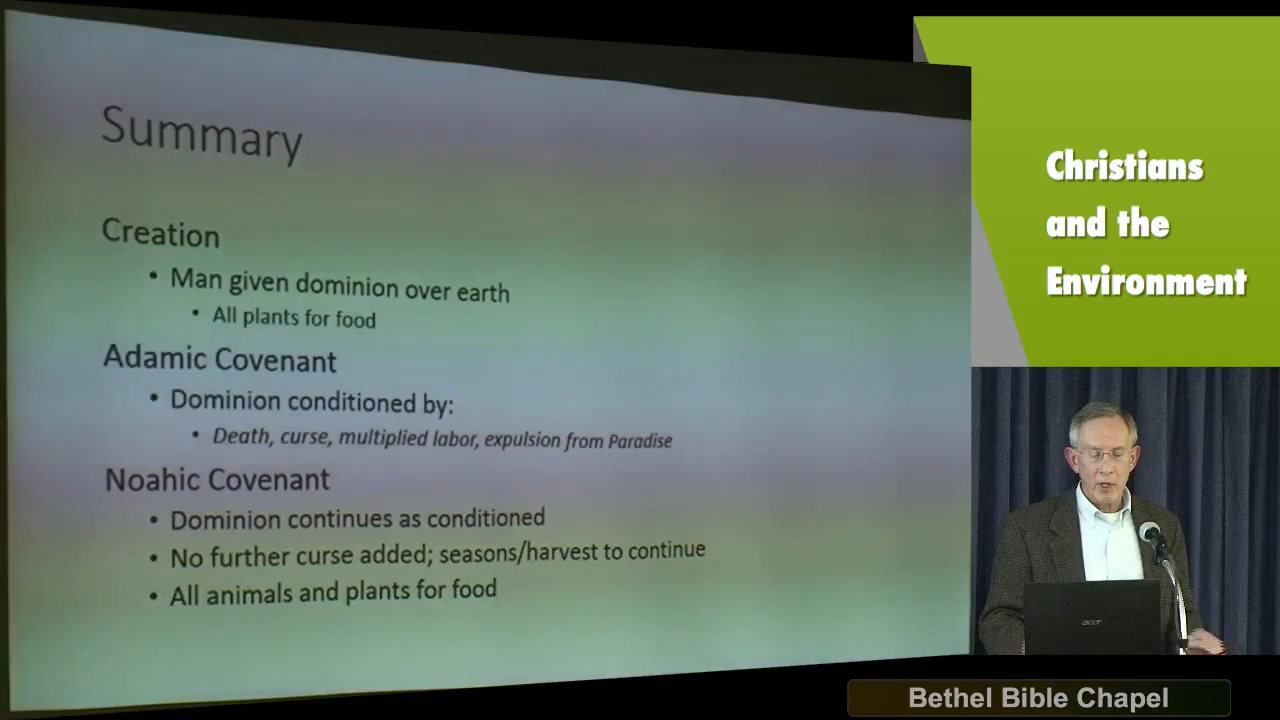 Summary
Creation
• Man given dominion over earth
• All plants for food
Adamic Covenant
• Dominion conditioned by:
• Death, curse, multiplied labor, expulsion from Paradise
Noahic Covenant
• Dominion continues as conditioned
• No further curse added; seasons/harvest to continue
• All animals and plants for food
Christians
and the
Environment
acer
Bethel Bible Chapel